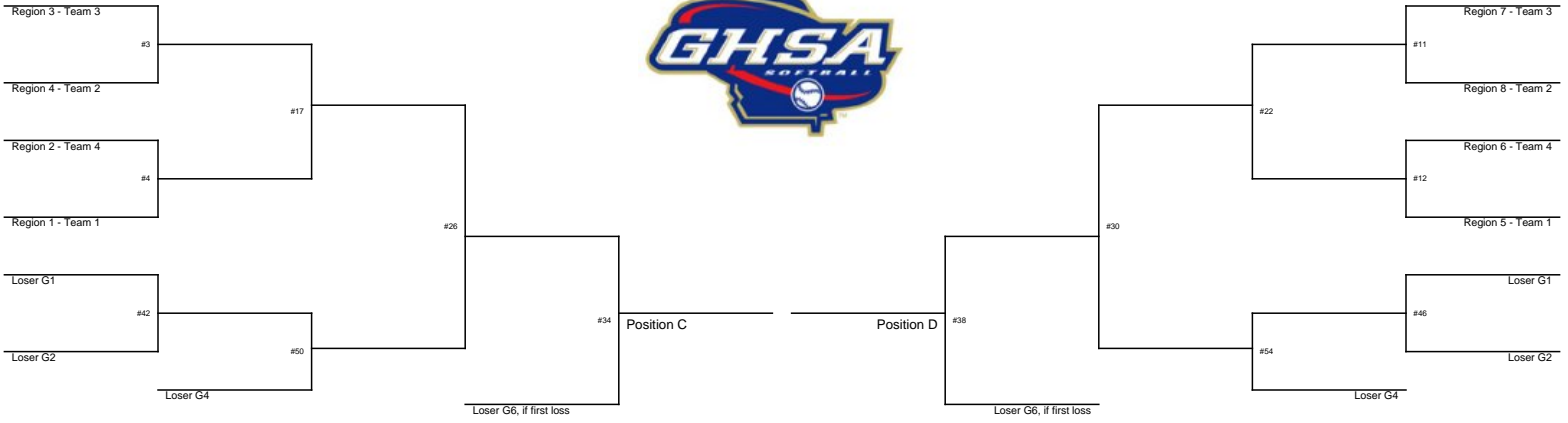 Region 3 - Team 3
#3
Region 4 - Team 2
#17
Region 2 - Team 4
#4
Region 1 - Team 1
#26
Loser G1
#42
Loser G2
#50
Loser G4
#34
Position C
Loser G6, if first loss
GHSA
SOFTBALL
TM
Region 7 - Team 3
#11
Region 8 - Team 2
#22
Region 6 - Team 4
#12
Region 5 - Team 1
#30
Loser G1
#46
Loser G2
#54
Loser G4
Position D
#38
Loser G6, if first loss